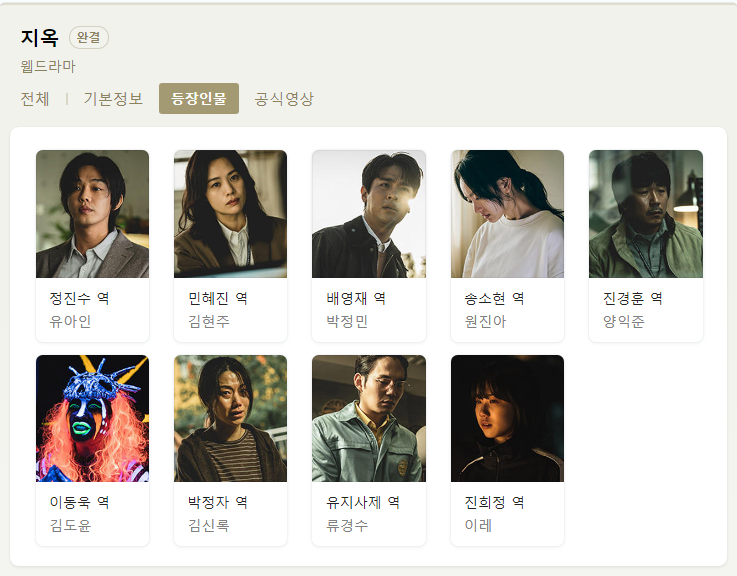 지옥 완결
웹드라마
전체 | 기본정보 등장인물 공식영상
정진수 역
유아인
민혜진 역
김현주
배영재 역
박정민
송소현 역
원진아
진경훈 역
양익준
이동욱 역
김도윤
박정자 역
김신록
유지사제 역
류경수
진희정 역
이레